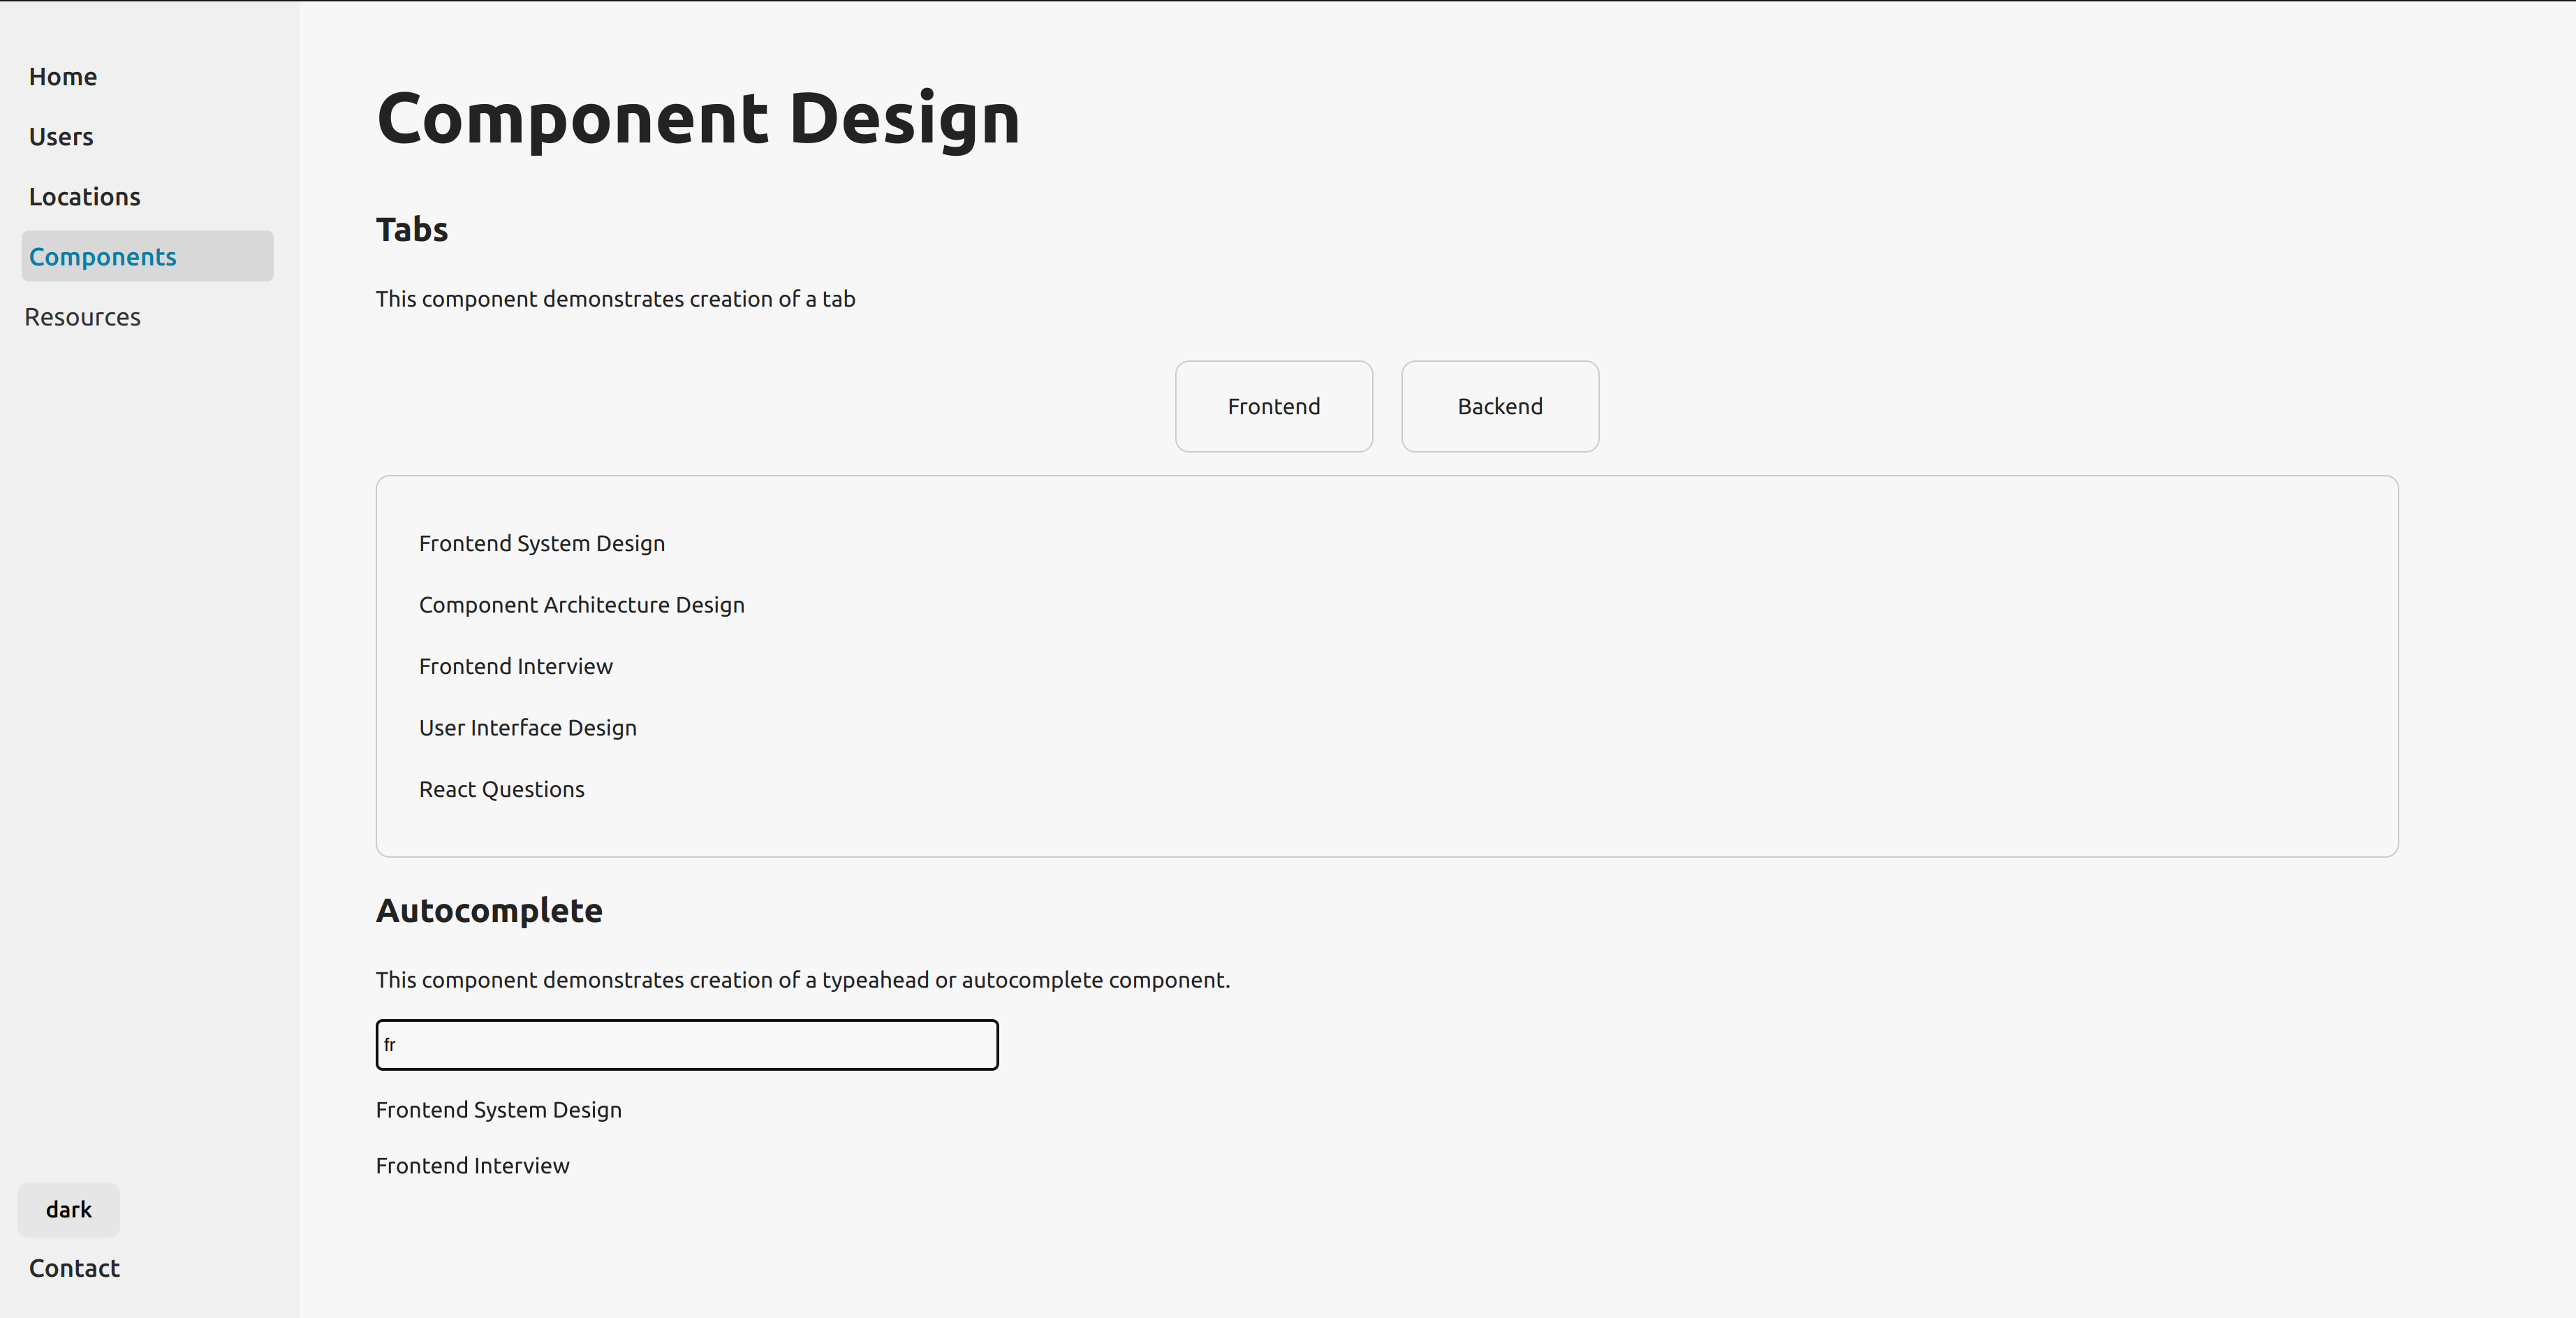 Home
Users
Locations
Components
Resources
dark
Contact
Component Design
Tabs
This component demonstrates creation of a tab
Frontend
Backend
Frontend System Design
Component Architecture Design
Frontend Interview
User Interface Design
React Questions
Autocomplete
This component demonstrates creation of a typeahead or autocomplete component.
fr
Frontend System Design
Frontend Interview